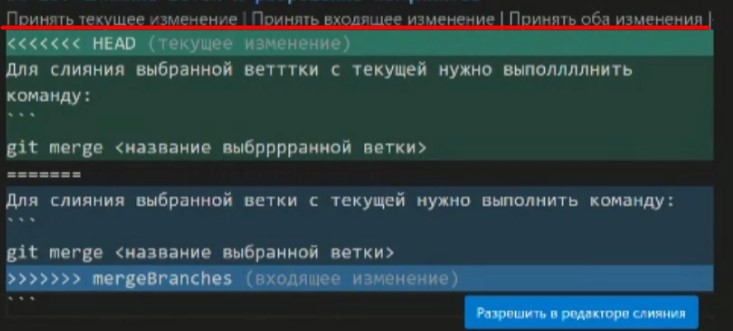 Принять текущее изменение | Принять входящее изменение | Принять оба изменения |
<<<<<<< HEAD (текущее изменение)
Для слияния выбранной ветттки с текущей нужно выполлллнить
команду:
```
git merge <название выбрррранной ветки>
=======
Для слияния выбранной ветки с текущей нужно выполнить команду:
```
git merge <название выбранной ветки>
>>>>>>> mergeBranches (входящее изменение)
```
Разрешить в редакторе слияния